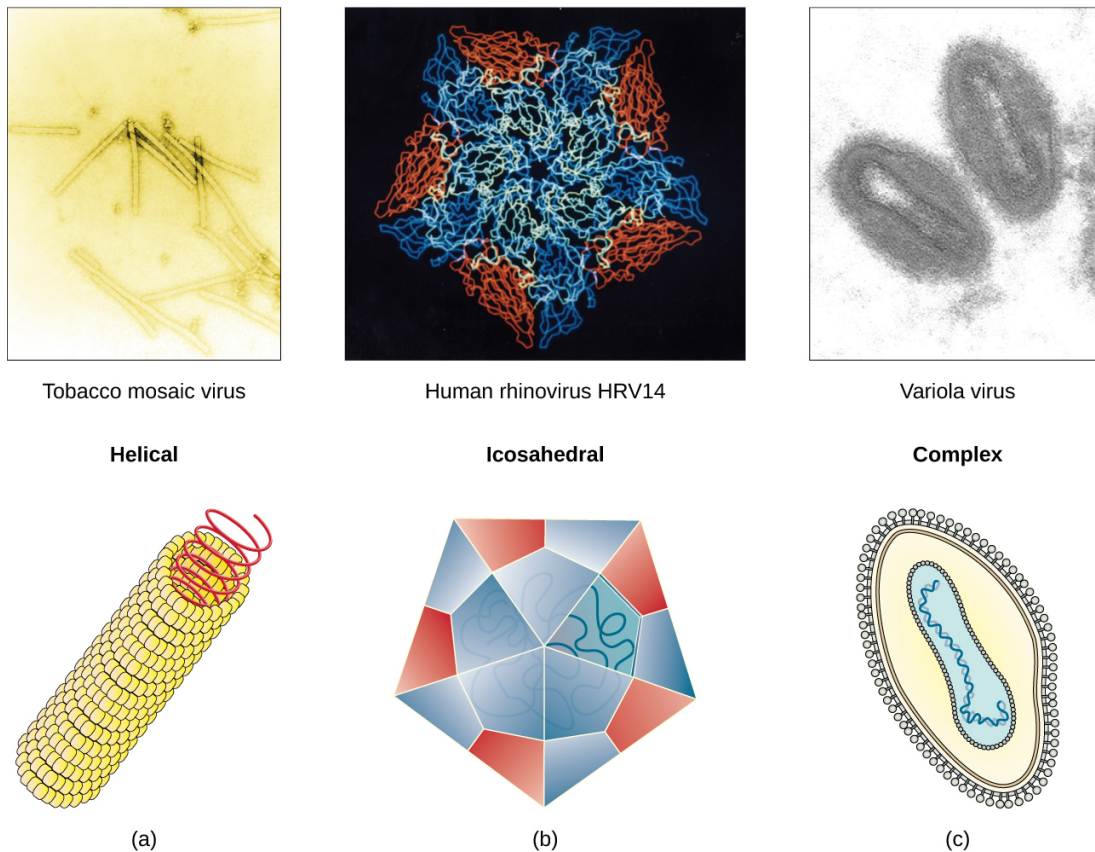 Tobacco mosaic virus
Human rhinovirus HRV14
Variola virus
Helical
Icosahedral
Complex
(a)
(b)
(c)